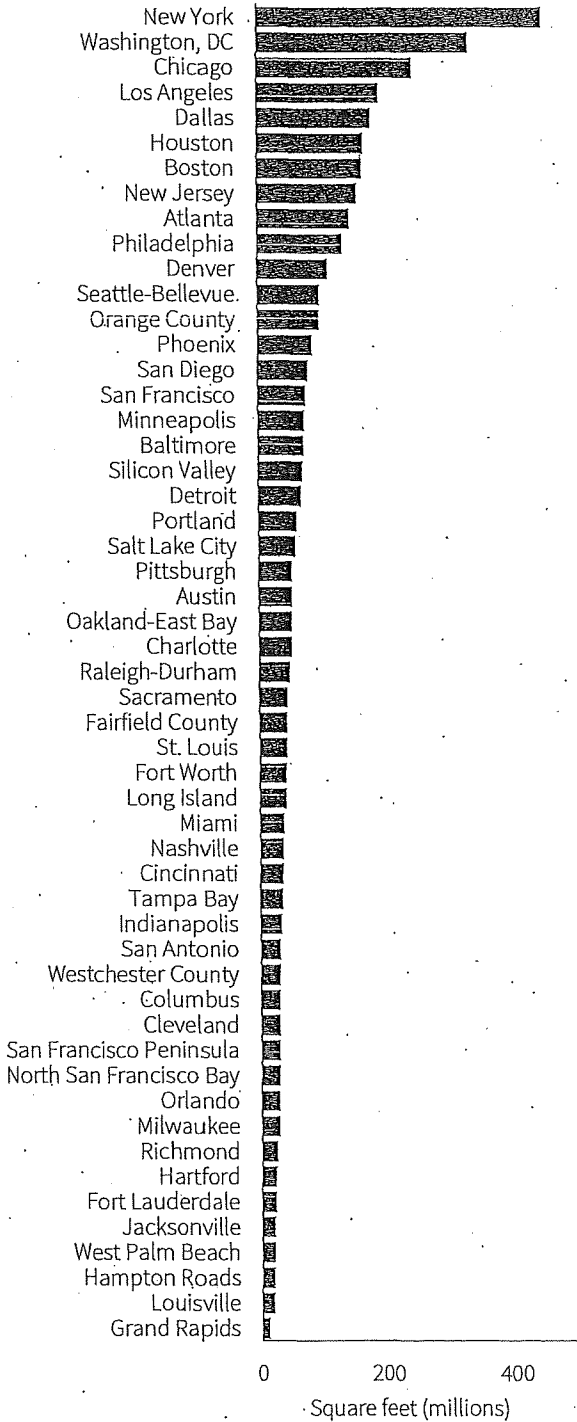 New York
Washington, DC
Chicago
Los Angeles
Dallas
Houston
Boston
New Jersey
Atlanta
Philadelphia
Denver
Seattle-Bellevue
Orange County
Phoenix
San Diego
San Francisco
Minneapolis
Baltimore
Silicon Valley
Detroit
Portland
Salt Lake City
Pittsburgh
Austin
Oakland-East Bay
Charlotte
Raleigh-Durham
Sacramento
Fairfield County
St. Louis
Fort Worth
Long Island
Miami
Nashville
Cincinnati
Tampa Bay
Indianapolis
San Antonio
Westchester County
Columbus
Cleveland
San Francisco Peninsula
North San Francisco Bay
Orlando
Milwaukee
Richmond
Hartford
Fort Lauderdale
Jacksonville
West Palm Beach
Hampton Roads
Louisville
Grand Rapids
0 200 400
Square feet (millions)